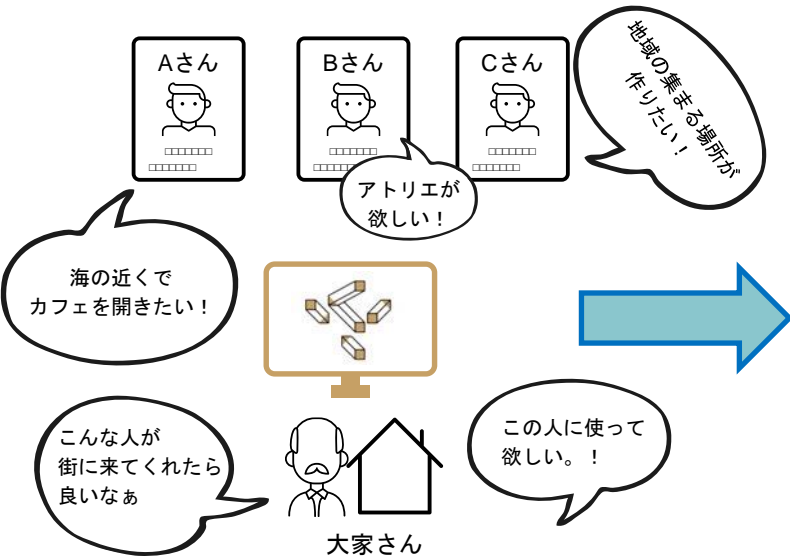 Aさん
Bさん
Cさん
地域の集まる場所が
作りたい！
□□□□□□□□
□□□□□□□□
□□□□□□□□
□□□□□□□□
□□□□□□□□
□□□□□□□□
アトリエが
欲しい！
海の近くで
カフェを開きたい！
こんな人が
街に来てくれたら
良いなぁ
この人に使って
欲しい。！
大家さん